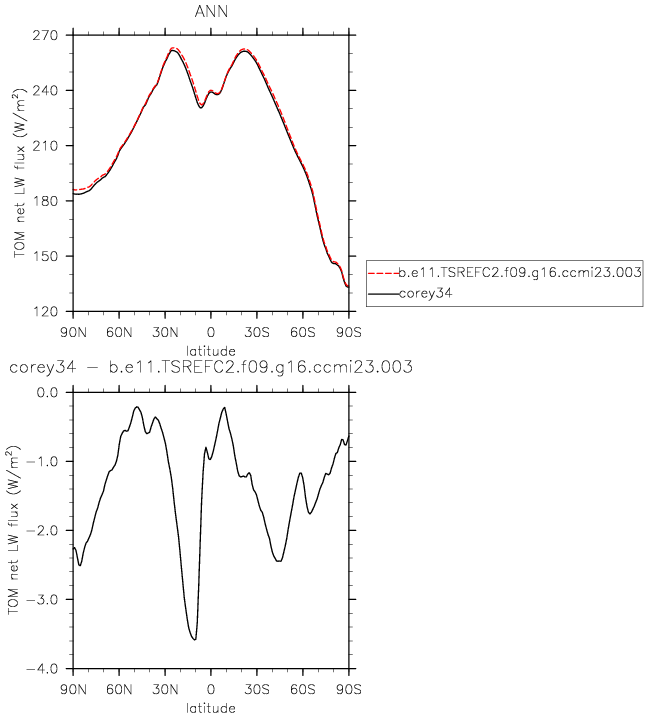 ANN
TOM net LW flux (W/m²)
270
240
210
180
150
120
90N 60N 30N 0 30S 60S 90S
latitude
b.e11.TSREFC2.f09.g16.ccmi23.003
corey34
corey34 − b.e11.TSREFC2.f09.g16.ccmi23.003
TOM net LW flux (W/m²)
0.0
−1.0
−2.0
−3.0
−4.0
90N 60N 30N 0 30S 60S 90S
latitude